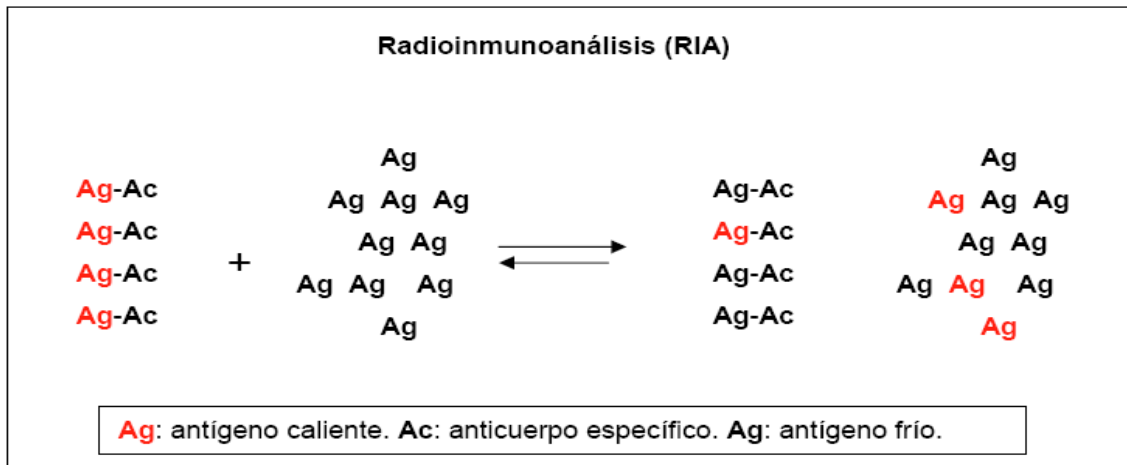 Radioinmunoanálisis (RIA)
Ag
Ag-Ac
Ag Ag Ag
Ag-Ac
Ag Ag
Ag-Ac
+
Ag Ag Ag
Ag-Ac
Ag
Ag
Ag-Ac
Ag Ag Ag
Ag-Ac
Ag Ag
Ag-Ac
Ag Ag Ag
Ag-Ac
Ag
Ag: antígeno caliente. Ac: anticuerpo específico. Ag: antígeno frío.